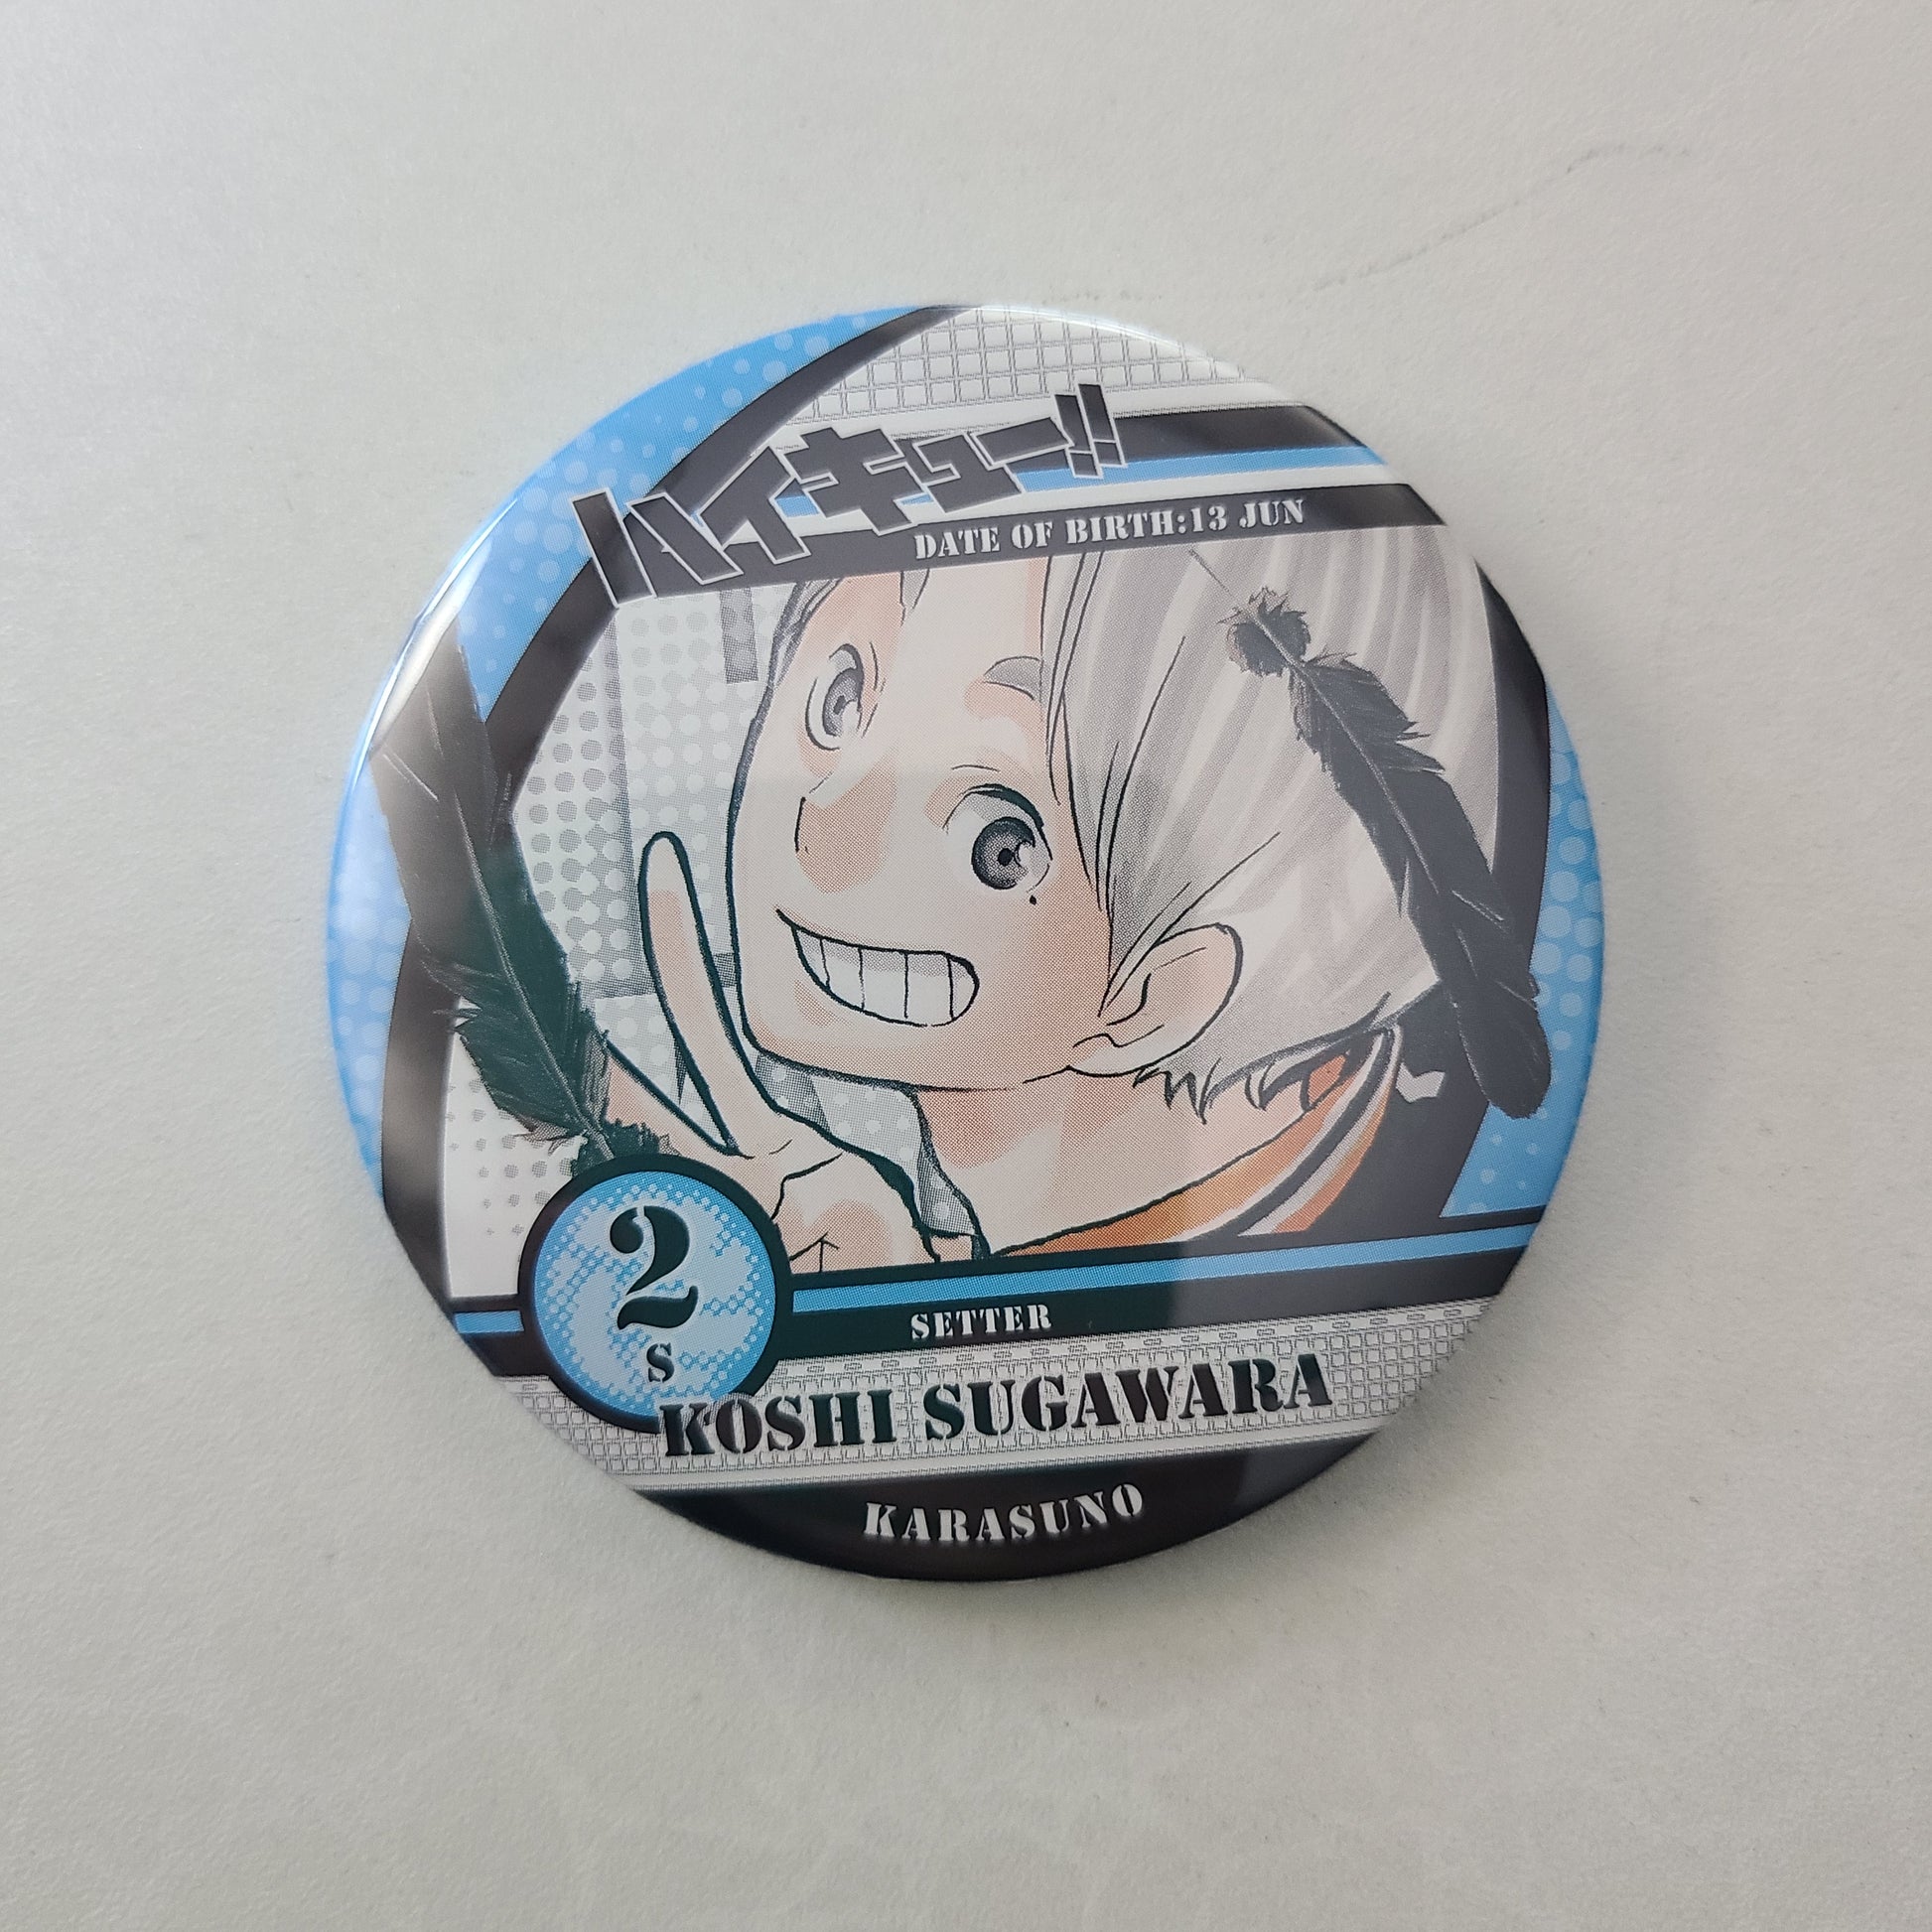 ハイキュー!!
DATE OF BIRTH:13 JUN
2
S
SETTER
KOSHI SUGAWARA
KARASUNO